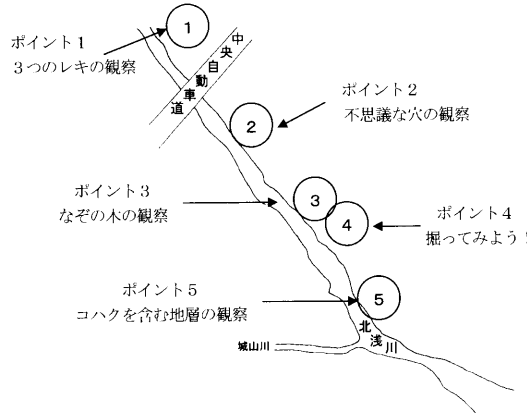 1
ポイント１
３つのレキの観察
中央自動車道
ポイント２
不思議な穴の観察
2
ポイント３
なぞの木の観察
3
4
ポイント４
掘ってみよう！
ポイント５
コハクを含む地層の観察
5
北浅川
城山川